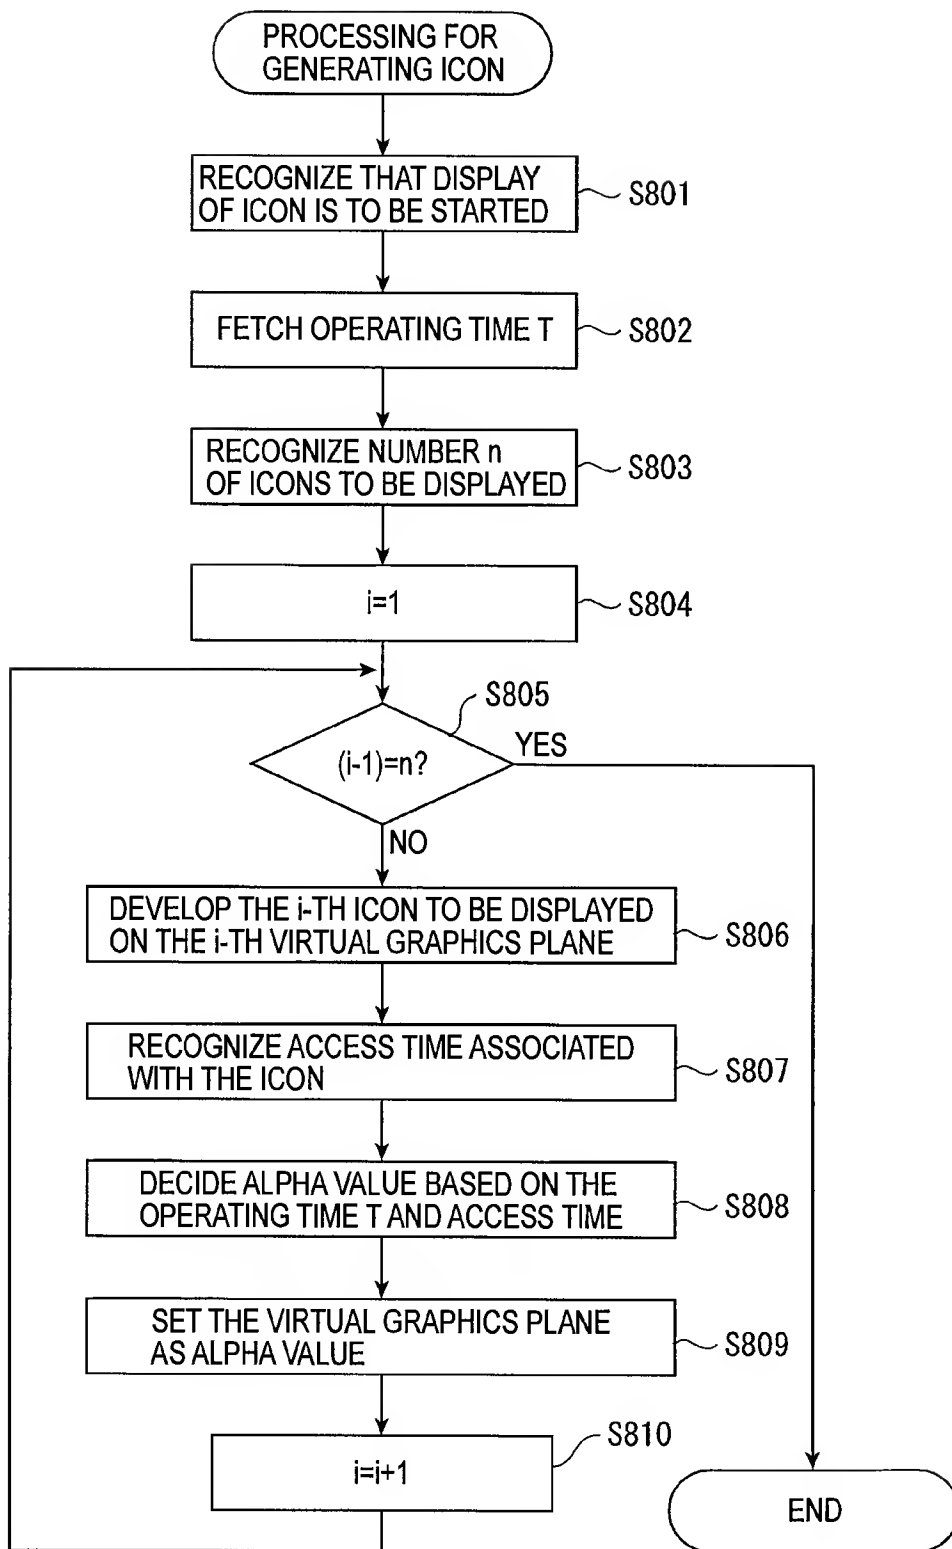 PROCESSING FOR
GENERATING ICON
RECOGNIZE THAT DISPLAY
OF ICON IS TO BE STARTED
S801
FETCH OPERATING TIME T
S802
RECOGNIZE NUMBER n
OF ICONS TO BE DISPLAYED
S803
i=1
S804
S805
(i-1)=n?
YES
NO
DEVELOP THE i-TH ICON TO BE DISPLAYED
ON THE i-TH VIRTUAL GRAPHICS PLANE
S806
RECOGNIZE ACCESS TIME ASSOCIATED
WITH THE ICON
S807
DECIDE ALPHA VALUE BASED ON THE
OPERATING TIME T AND ACCESS TIME
S808
SET THE VIRTUAL GRAPHICS PLANE
AS ALPHA VALUE
S809
S810
i=i+1
END